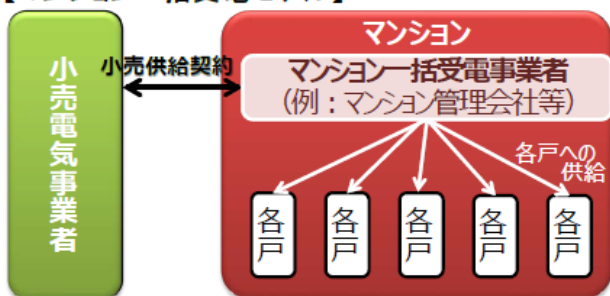 マンション
小売電気事業者
小売供給契約
マンション一括受電事業者
(例：マンション管理会社等)
各戸への
供給
各戸
各戸
各戸
各戸
各戸